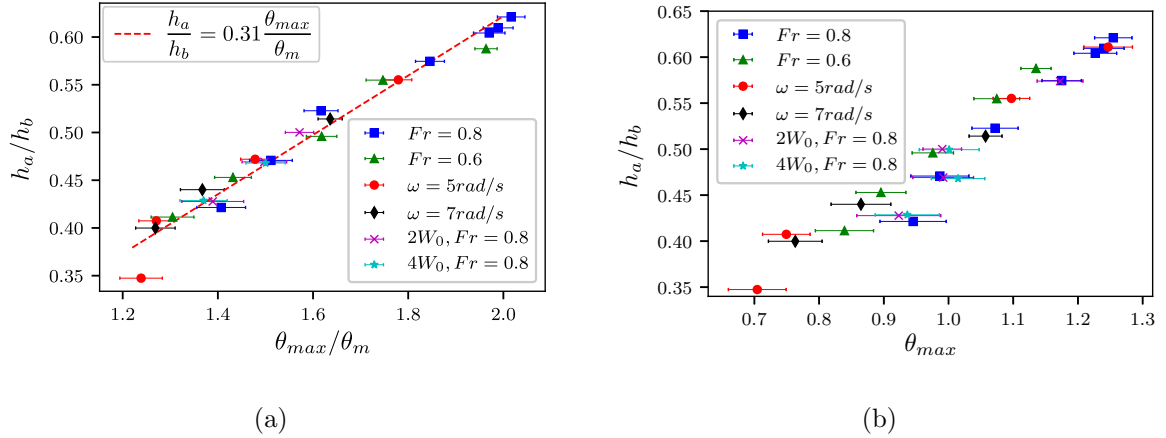 h_a/h_b = 0.31 θ_max/θ_m
0.60
0.55
0.50
0.45
0.40
0.35
h_a/h_b
Fr = 0.8
Fr = 0.6
ω = 5rad/s
ω = 7rad/s
2W_0, Fr = 0.8
4W_0, Fr = 0.8
1.2 1.4 1.6 1.8 2.0
θ_max/θ_m
(a)
0.65
0.60
0.55
0.50
0.45
0.40
0.35
h_a/h_b
Fr = 0.8
Fr = 0.6
ω = 5rad/s
ω = 7rad/s
2W_0, Fr = 0.8
4W_0, Fr = 0.8
0.7 0.8 0.9 1.0 1.1 1.2 1.3
θ_max
(b)